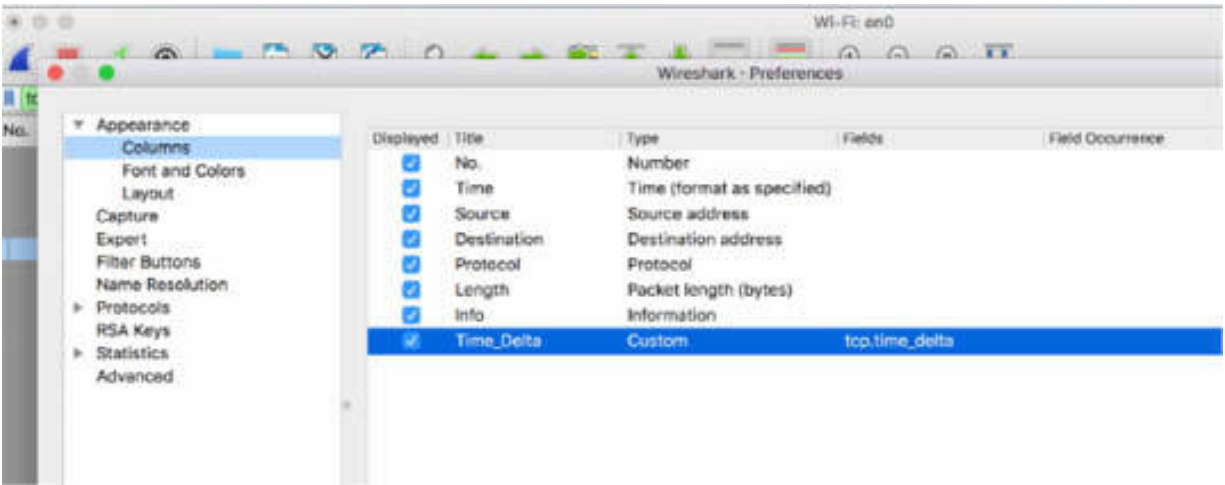 Wi-Fi: en0
Wireshark · Preferences
No.
Appearance
Columns
Font and Colors
Layout
Capture
Expert
Filter Buttons
Name Resolution
Protocols
RSA Keys
Statistics
Advanced
Displayed Title Type Fields Field Occurrence
No. Number
Time Time (format as specified)
Source Source address
Destination Destination address
Protocol Protocol
Length Packet length (bytes)
Info Information
Time_Delta Custom tcp.time_delta